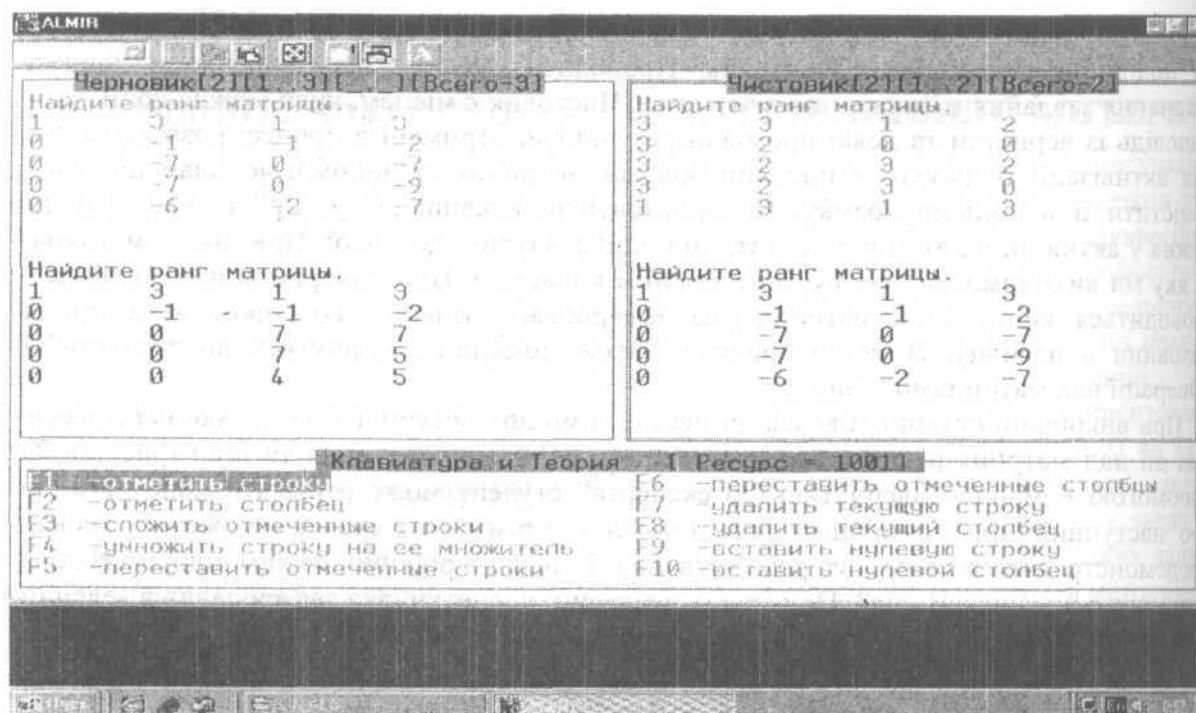 ALMIR
Черновик[2][1..3][.._][Всего-3]
Найдите ранг матрицы.
1 3 1 3
0 -1 -1 -2
0 -7 0 -7
0 -7 0 -9
0 -6 -2 -7
Найдите ранг матрицы.
1 3 1 3
0 -1 -1 -2
0 0 7 7
0 0 7 5
0 0 4 5
Чистовик[2][1..2][Всего-2]
Найдите ранг матрицы.
3 3 1 2
3 2 0 0
3 2 9 2
3 2 3 0
1 3 1 3
Найдите ранг матрицы.
1 3 1 3
0 -1 -1 -2
0 -7 0 -7
0 -7 0 -9
0 -6 -2 -7
Клавиатура и Теория [ Ресурс = 1001]
F1 -отметить строку
F2 -отметить столбец
F3 -сложить отмеченные строки
F4 -умножить строку на ее множитель
F5 -переставить отмеченные строки
F6 -переставить отмеченные столбцы
F7 -удалить текущую строку
F8 -удалить текущий столбец
F9 -вставить нулевую строку
F10 -вставить нулевой столбец